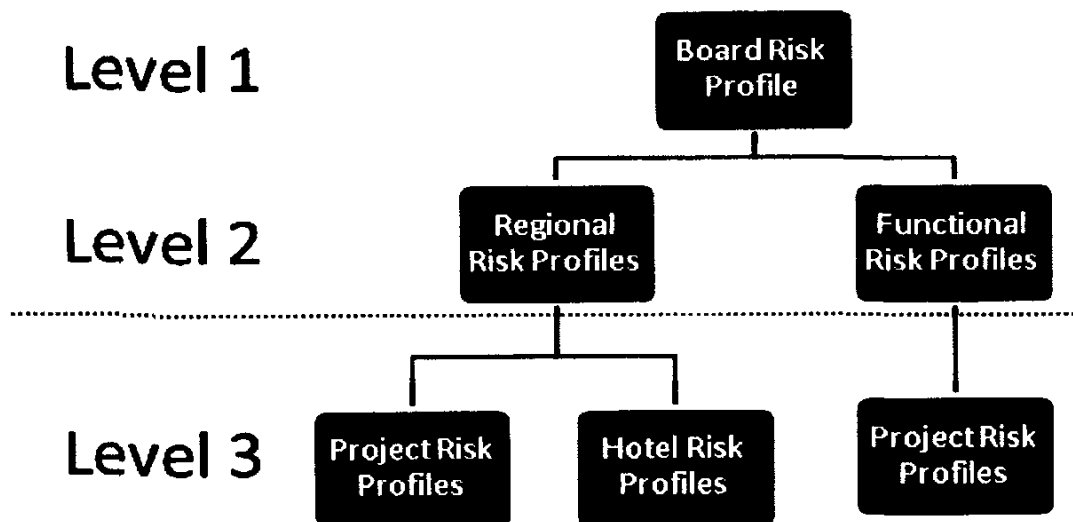 Level 1
Board Risk
Profile
Level 2
Regional
Risk Profiles
Functional
Risk Profiles
Level 3
Project Risk
Profiles
Hotel Risk
Profiles
Project Risk
Profiles